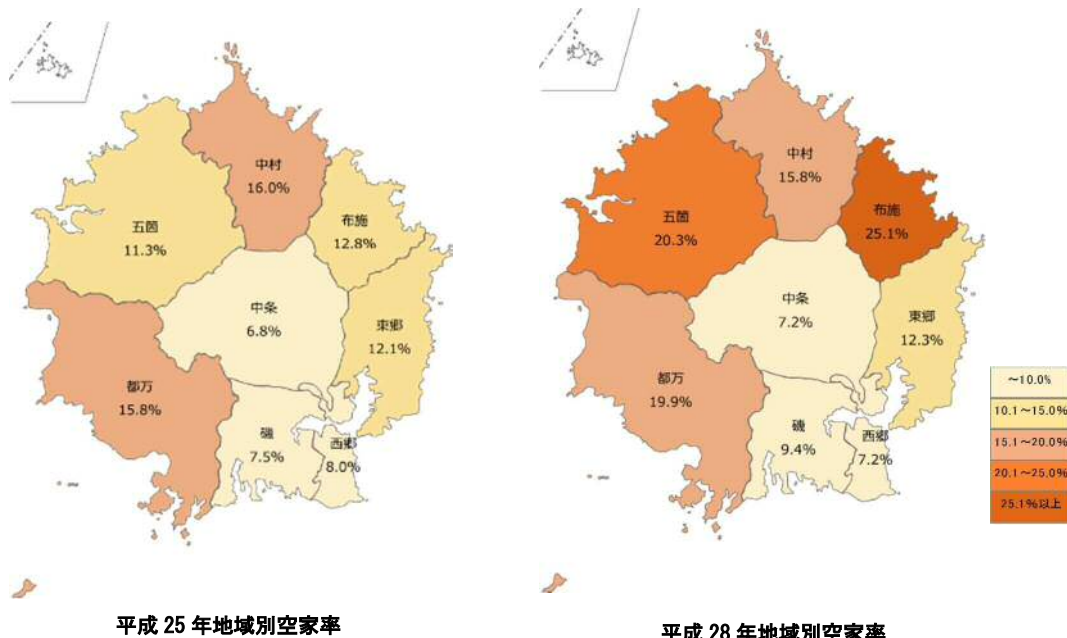 中村
16.0%
五箇
11.3%
布施
12.8%
中条
6.8%
東郷
12.1%
都万
15.8%
磯
7.5%
西郷
8.0%
平成 25 年地域別空家率
中村
15.8%
五箇
20.3%
布施
25.1%
中条
7.2%
東郷
12.3%
都万
19.9%
磯
9.4%
西郷
7.2%
～10.0%
10.1～15.0%
15.1～20.0%
20.1～25.0%
25.1%以上
平成 28 年地域別空家率